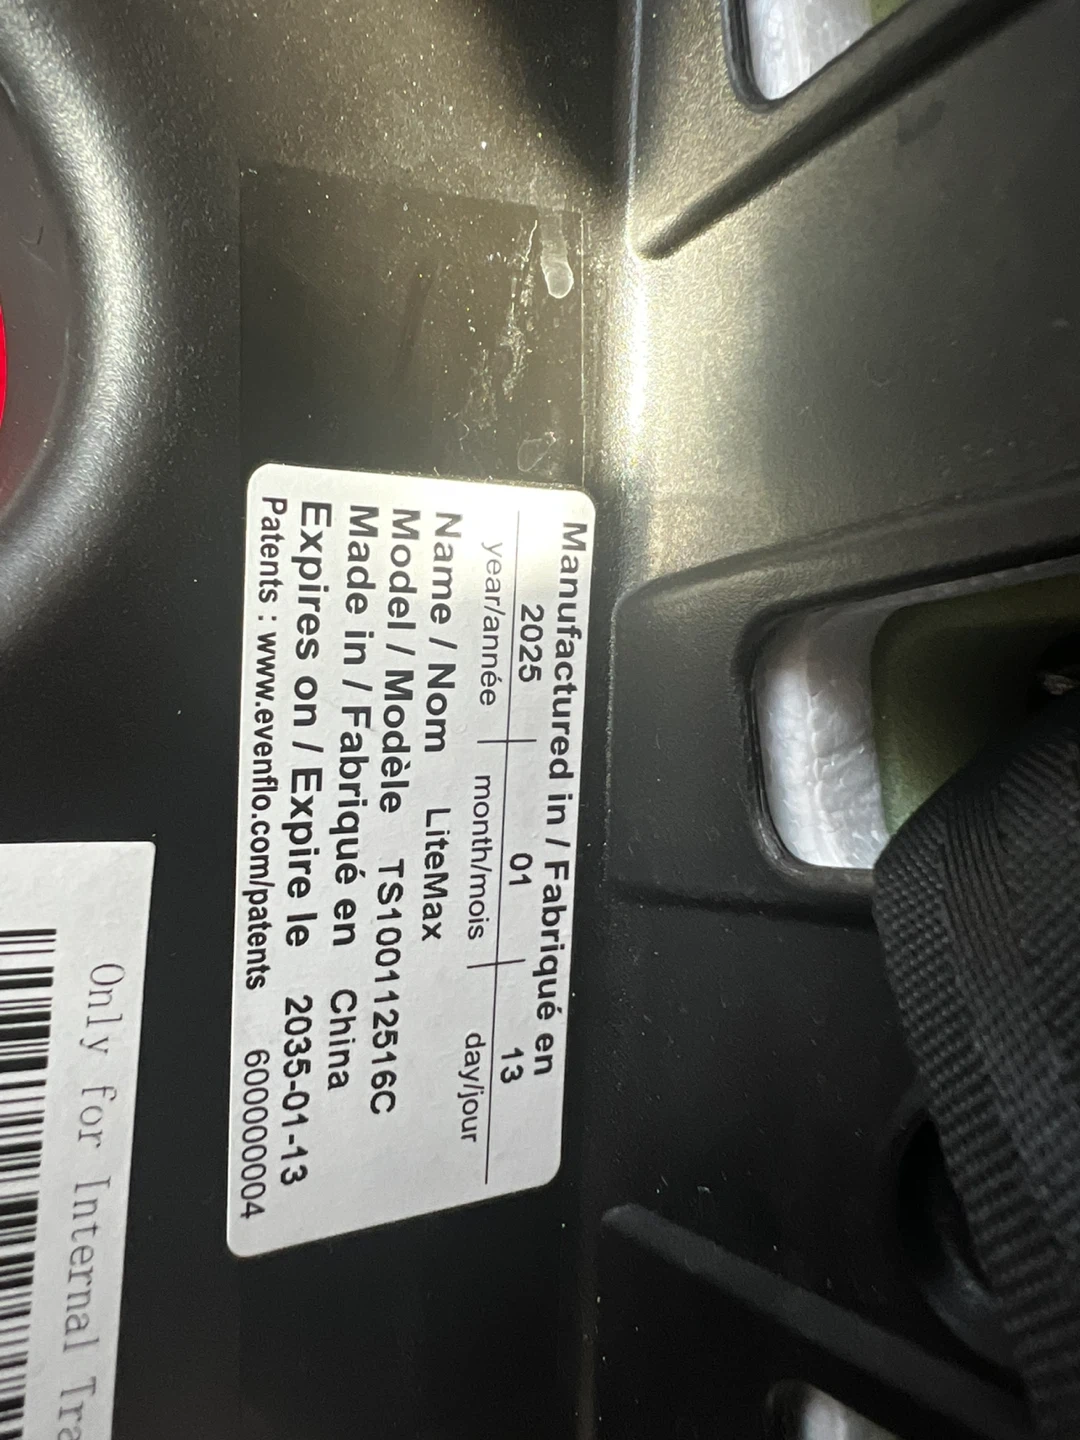 Manufactured in / Fabriqué en
2025 01 13
year/année month/mois day/jour
Name / Nom LiteMax
Model / Modèle TS10011251​6C
Made in / Fabriqué en China
Expires on / Expire le 2035-01-13
Patents : www.evenflo.com/patents 600000004
Only for Internal Tra